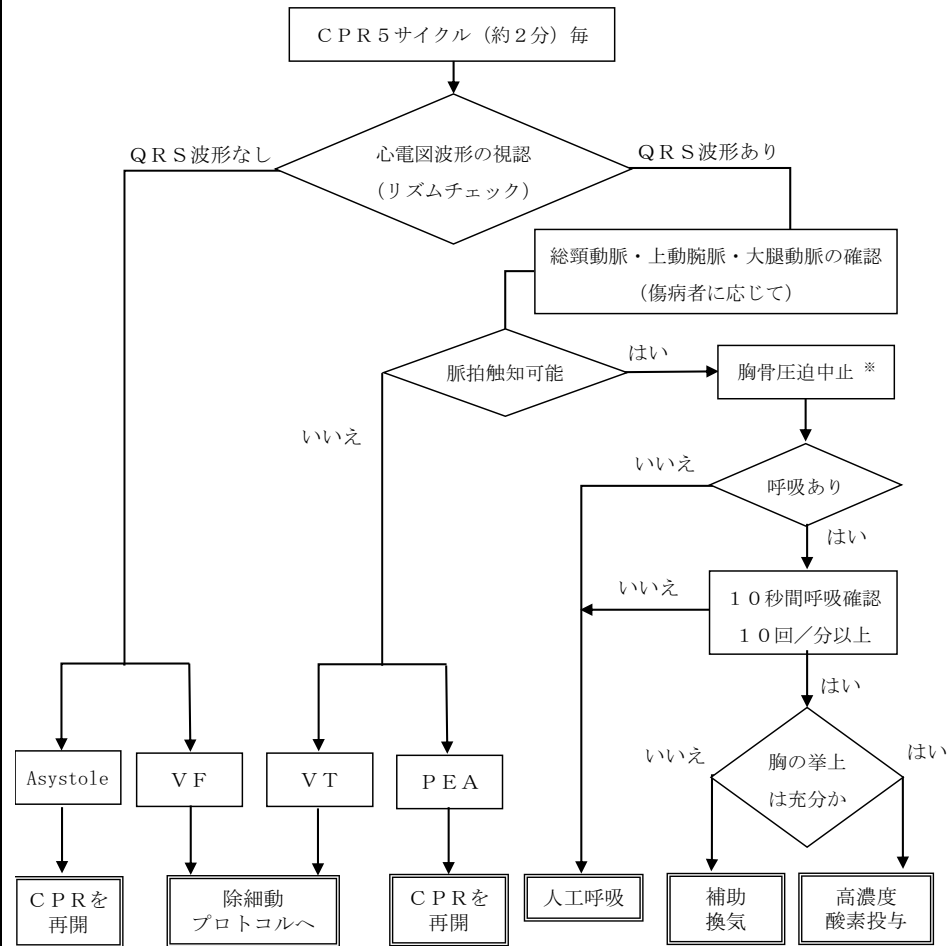 ＣＰＲ５サイクル（約２分）毎
心電図波形の視認
（リズムチェック）
ＱＲＳ波形なし
ＱＲＳ波形あり
総頸動脈・上動腕脈・大腿動脈の確認
（傷病者に応じて）
脈拍触知可能
はい
胸骨圧迫中止 ※
いいえ
いいえ
呼吸あり
はい
いいえ
１０秒間呼吸確認
１０回／分以上
はい
いいえ
胸の挙上
は充分か
はい
Asystole
ＶＦ
ＶＴ
ＰＥＡ
ＣＰＲを
再開
除細動
プロトコルへ
ＣＰＲを
再開
人工呼吸
補助
換気
高濃度
酸素投与